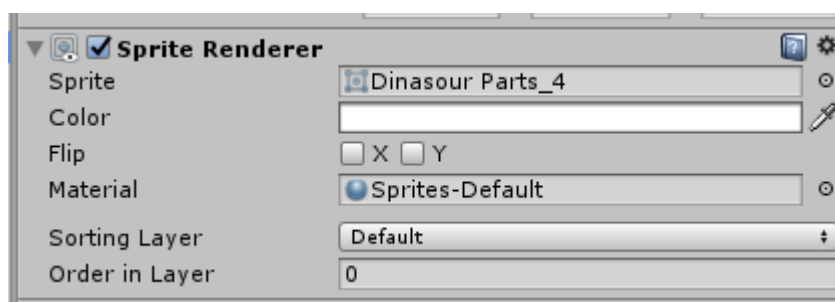 Sprite Renderer
Sprite Dinasour Parts_4
Color
Flip X Y
Material Sprites-Default
Sorting Layer Default
Order in Layer 0